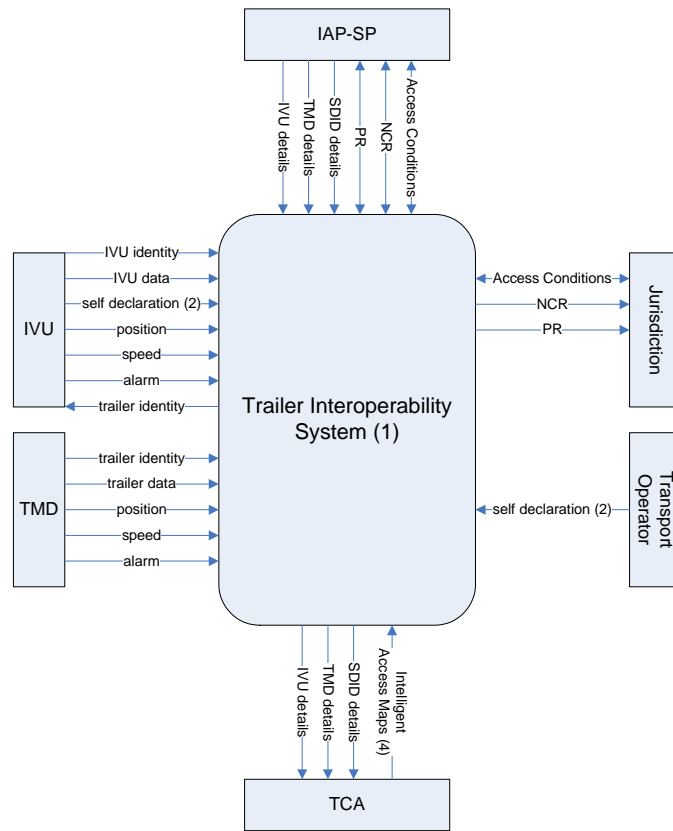 IAP-SP
IVU details
TMD details
SDID details
PR
NCR
Access Conditions
IVU
IVU identity
IVU data
self declaration (2)
position
speed
alarm
trailer identity
TMD
trailer identity
trailer data
position
speed
alarm
Trailer Interoperability
System (1)
Access Conditions
NCR
PR
Jurisdiction
self declaration (2)
Transport
Operator
IVU details
TMD details
SDID details
Intelligent
Access Maps (4)
TCA